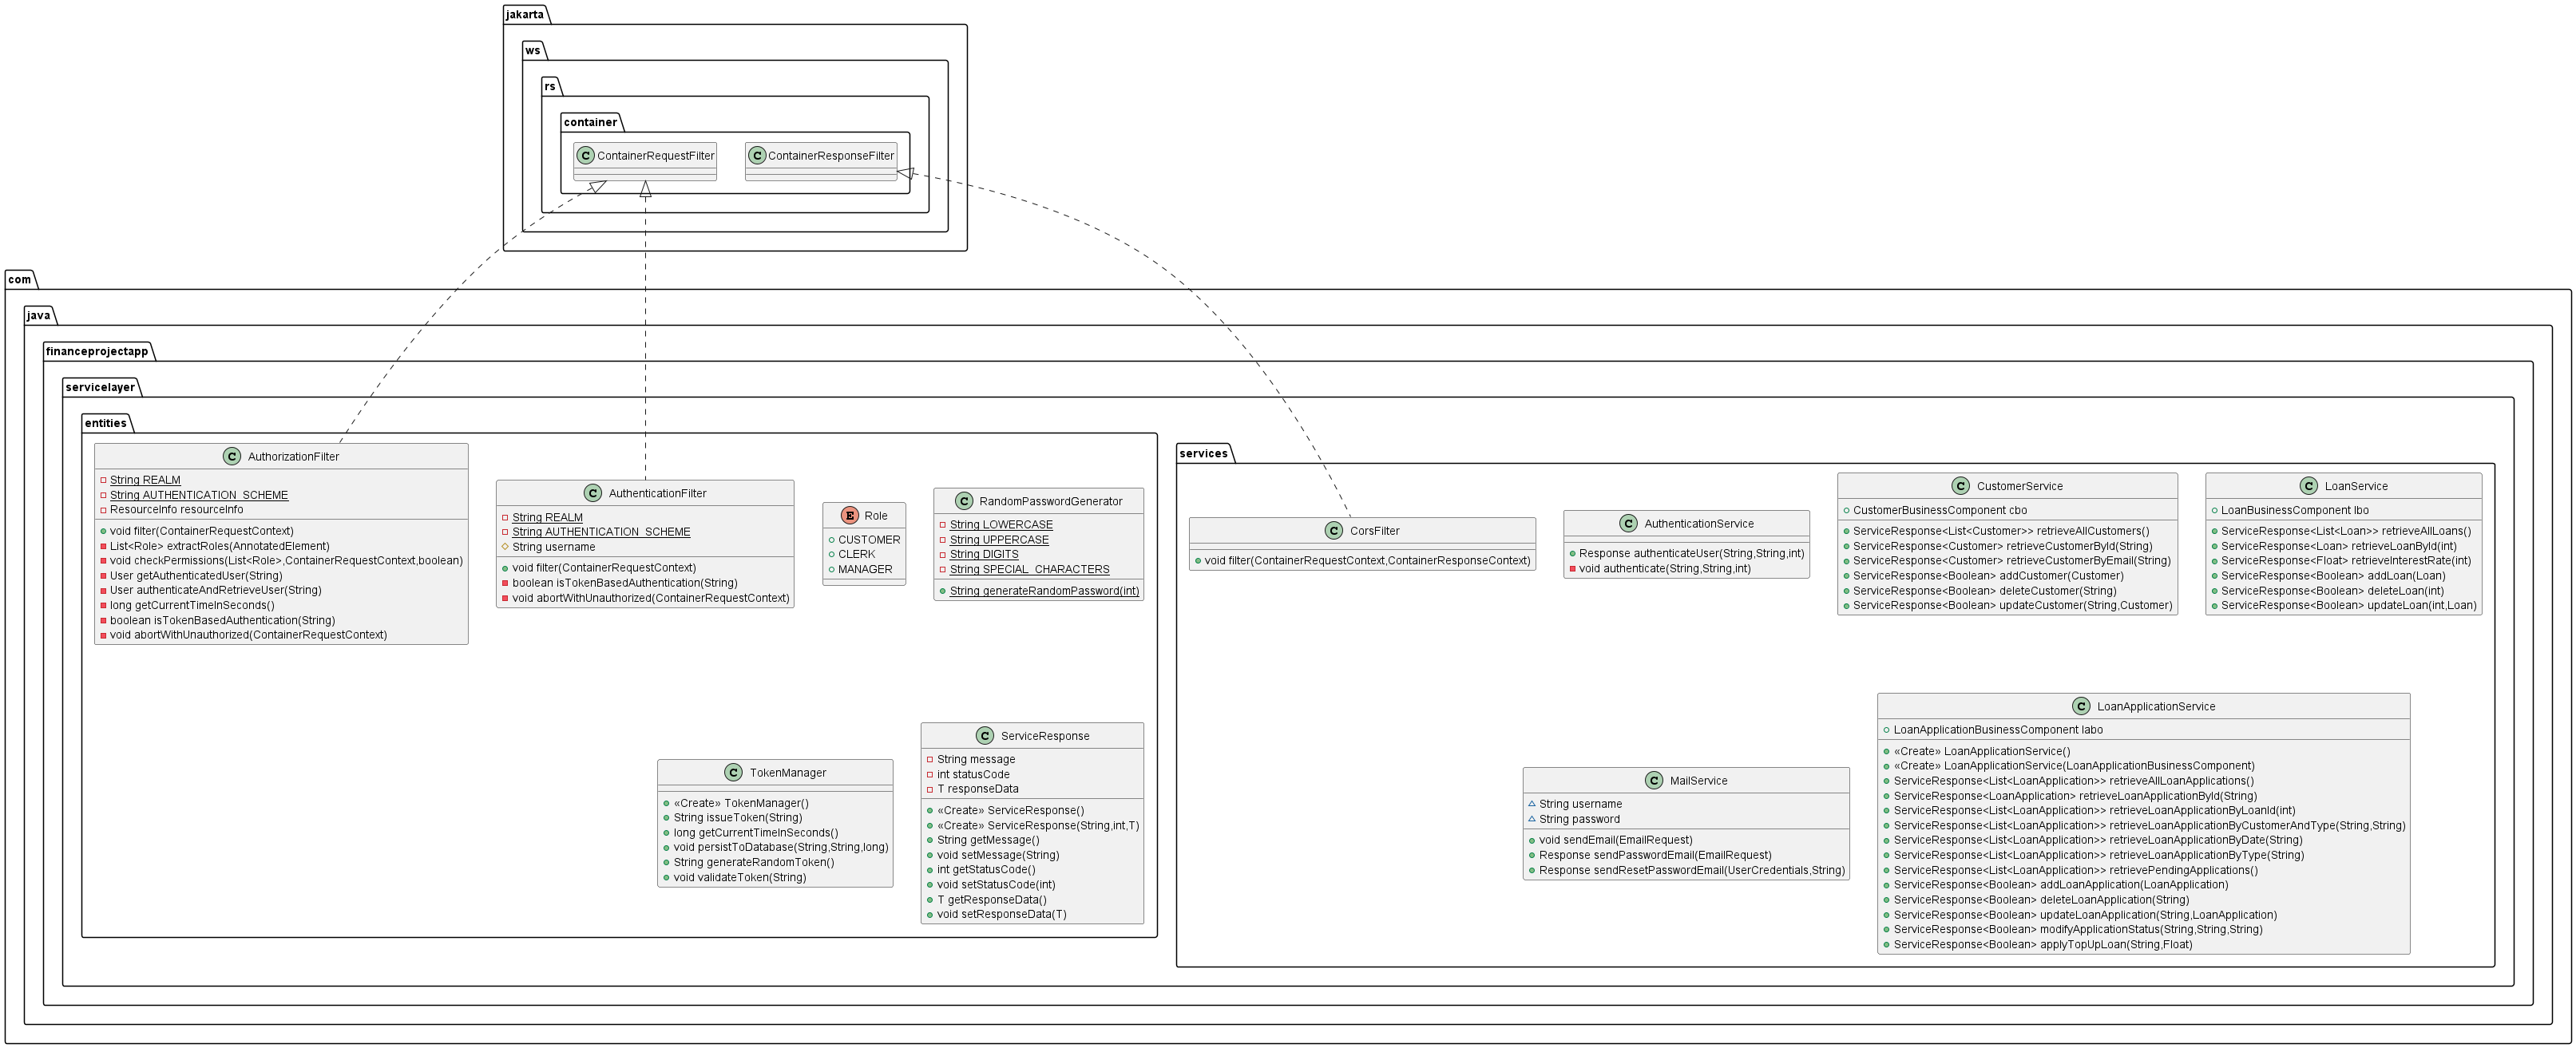 jakarta
ws
rs
container
C ContainerRequestFilter
C ContainerResponseFilter
com
java
financeprojectapp
servicelayer
entities
C AuthorizationFilter
String REALM
String AUTHENTICATION_SCHEME
ResourceInfo resourceInfo
void filter(ContainerRequestContext)
List<Role> extractRoles(AnnotatedElement)
void checkPermissions(List<Role>,ContainerRequestContext,boolean)
User getAuthenticatedUser(String)
User authenticateAndRetrieveUser(String)
long getCurrentTimeInSeconds()
boolean isTokenBasedAuthentication(String)
void abortWithUnauthorized(ContainerRequestContext)
C AuthenticationFilter
String REALM
String AUTHENTICATION_SCHEME
String username
void filter(ContainerRequestContext)
boolean isTokenBasedAuthentication(String)
void abortWithUnauthorized(ContainerRequestContext)
E Role
CUSTOMER
CLERK
MANAGER
C RandomPasswordGenerator
String LOWERCASE
String UPPERCASE
String DIGITS
String SPECIAL_CHARACTERS
String generateRandomPassword(int)
C TokenManager
«Create» TokenManager()
String issueToken(String)
long getCurrentTimeInSeconds()
void persistToDatabase(String,String,long)
String generateRandomToken()
void validateToken(String)
C ServiceResponse
String message
int statusCode
T responseData
«Create» ServiceResponse()
«Create» ServiceResponse(String,int,T)
String getMessage()
void setMessage(String)
int getStatusCode()
void setStatusCode(int)
T getResponseData()
void setResponseData(T)
services
C CorsFilter
void filter(ContainerRequestContext,ContainerResponseContext)
C AuthenticationService
Response authenticateUser(String,String,int)
void authenticate(String,String,int)
C CustomerService
CustomerBusinessComponent cbo
ServiceResponse<List<Customer>> retrieveAllCustomers()
ServiceResponse<Customer> retrieveCustomerById(String)
ServiceResponse<Customer> retrieveCustomerByEmail(String)
ServiceResponse<Boolean> addCustomer(Customer)
ServiceResponse<Boolean> deleteCustomer(String)
ServiceResponse<Boolean> updateCustomer(String,Customer)
C LoanService
LoanBusinessComponent lbo
ServiceResponse<List<Loan>> retrieveAllLoans()
ServiceResponse<Loan> retrieveLoanById(int)
ServiceResponse<Float> retrieveInterestRate(int)
ServiceResponse<Boolean> addLoan(Loan)
ServiceResponse<Boolean> deleteLoan(int)
ServiceResponse<Boolean> updateLoan(int,Loan)
C MailService
String username
String password
void sendEmail(EmailRequest)
Response sendPasswordEmail(EmailRequest)
Response sendResetPasswordEmail(UserCredentials,String)
C LoanApplicationService
LoanApplicationBusinessComponent labo
«Create» LoanApplicationService()
«Create» LoanApplicationService(LoanApplicationBusinessComponent)
ServiceResponse<List<LoanApplication>> retrieveAllLoanApplications()
ServiceResponse<LoanApplication> retrieveLoanApplicationById(String)
ServiceResponse<List<LoanApplication>> retrieveLoanApplicationByLoanId(int)
ServiceResponse<List<LoanApplication>> retrieveLoanApplicationByCustomerAndType(String,String)
ServiceResponse<List<LoanApplication>> retrieveLoanApplicationByDate(String)
ServiceResponse<List<LoanApplication>> retrieveLoanApplicationByType(String)
ServiceResponse<List<LoanApplication>> retrievePendingApplications()
ServiceResponse<Boolean> addLoanApplication(LoanApplication)
ServiceResponse<Boolean> deleteLoanApplication(String)
ServiceResponse<Boolean> updateLoanApplication(String,LoanApplication)
ServiceResponse<Boolean> modifyApplicationStatus(String,String,String)
ServiceResponse<Boolean> applyTopUpLoan(String,Float)